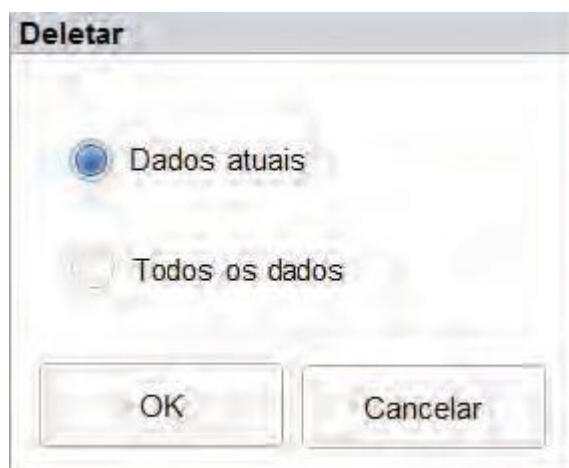 Deletar
Dados atuais
Todos os dados
OK
Cancelar